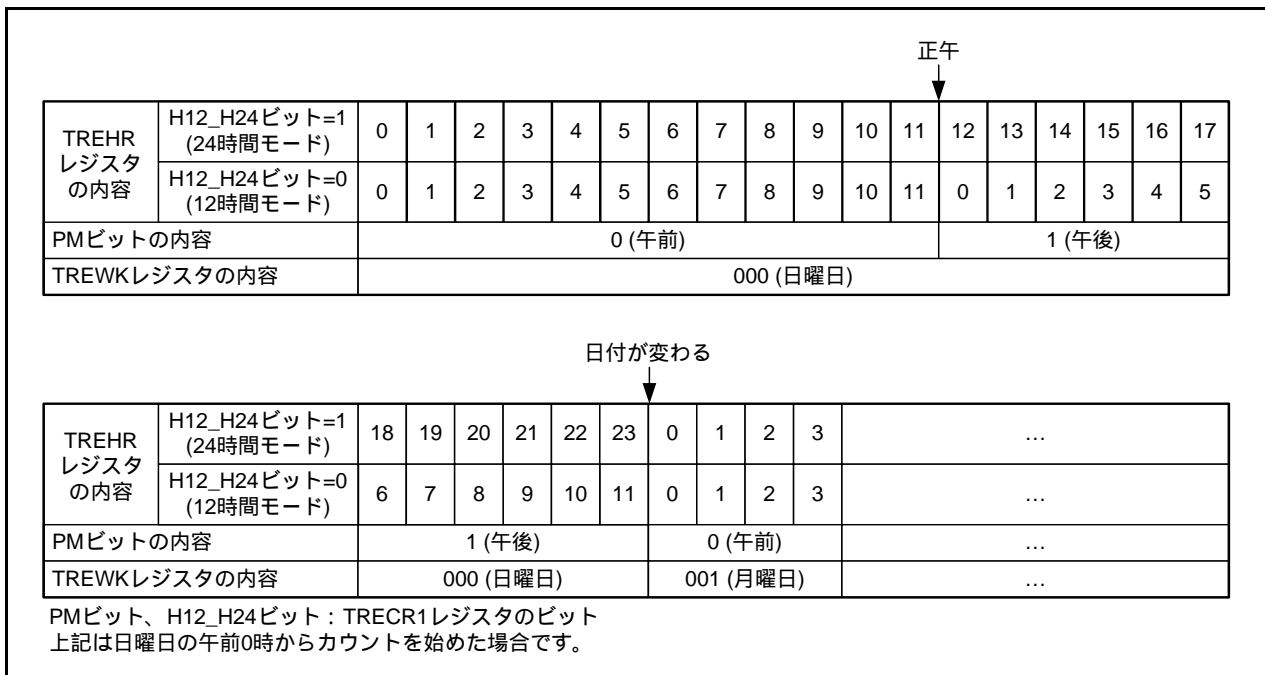 正午
TREHR
レジスタ
の内容
H12_H24ビット=1
(24時間モード)
0 1 2 3 4 5 6 7 8 9 10 11 12 13 14 15 16 17
H12_H24ビット=0
(12時間モード)
0 1 2 3 4 5 6 7 8 9 10 11 0 1 2 3 4 5
PMビットの内容
0 (午前)
1 (午後)
TREWKレジスタの内容
000 (日曜日)
日付が変わる
TREHR
レジスタ
の内容
H12_H24ビット=1
(24時間モード)
18 19 20 21 22 23 0 1 2 3 …
H12_H24ビット=0
(12時間モード)
6 7 8 9 10 11 0 1 2 3 …
PMビットの内容
1 (午後)
0 (午前)
…
TREWKレジスタの内容
000 (日曜日)
001 (月曜日)
…
PMビット、H12_H24ビット：TRECR1レジスタのビット
上記は日曜日の午前0時からカウントを始めた場合です。